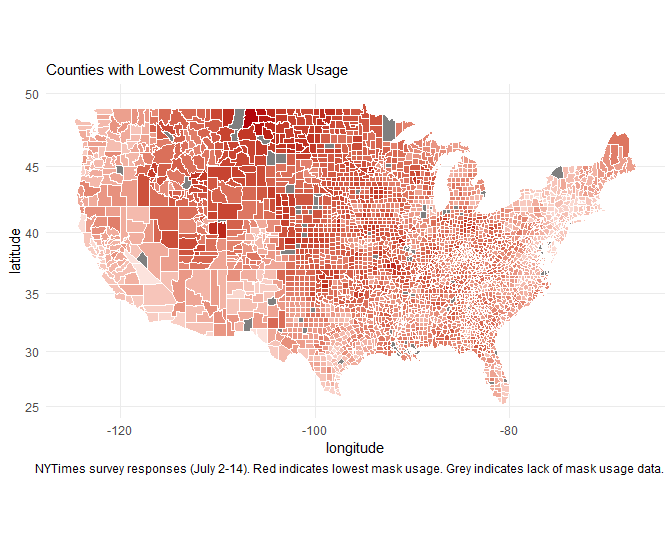 Counties with Lowest Community Mask Usage
50
45
40
35
30
25
latitude
-120
-100
-80
longitude
NYTimes survey responses (July 2-14). Red indicates lowest mask usage. Grey indicates lack of mask usage data.